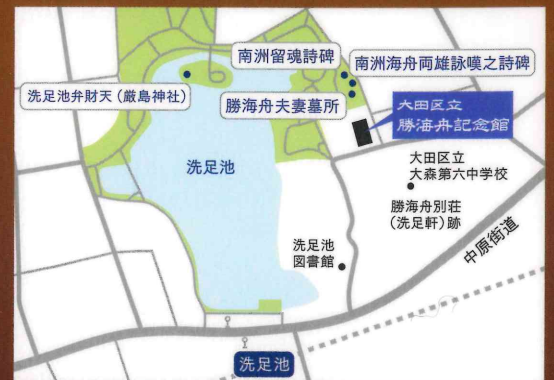 南洲留魂詩碑
南洲海舟両雄詠嘆之詩碑
洗足池弁財天（厳島神社）
勝海舟夫妻墓所
大田区立
勝海舟記念館
洗足池
大田区立
大森第六中学校
勝海舟別荘
（洗足軒）跡
中原街道
洗足池
図書館
洗足池